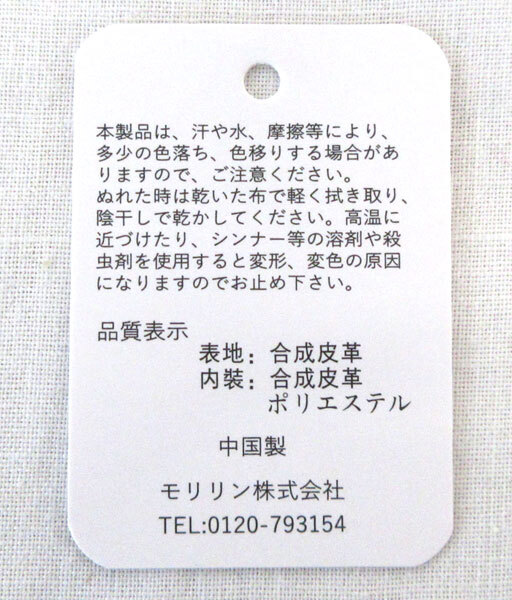 本製品は、汗や水、摩擦等により、
多少の色落ち、色移りする場合があ
りますので、ご注意ください。
ぬれた時は乾いた布で軽く拭き取り、
陰干しで乾かしてください。高温に
近づけたり、シンナー等の溶剤や殺
虫剤を使用すると変形、変色の原因
になりますのでお止め下さい。
品質表示
表地：合成皮革
内装：合成皮革
ポリエステル
中国製
モリリン株式会社
TEL:0120-793154